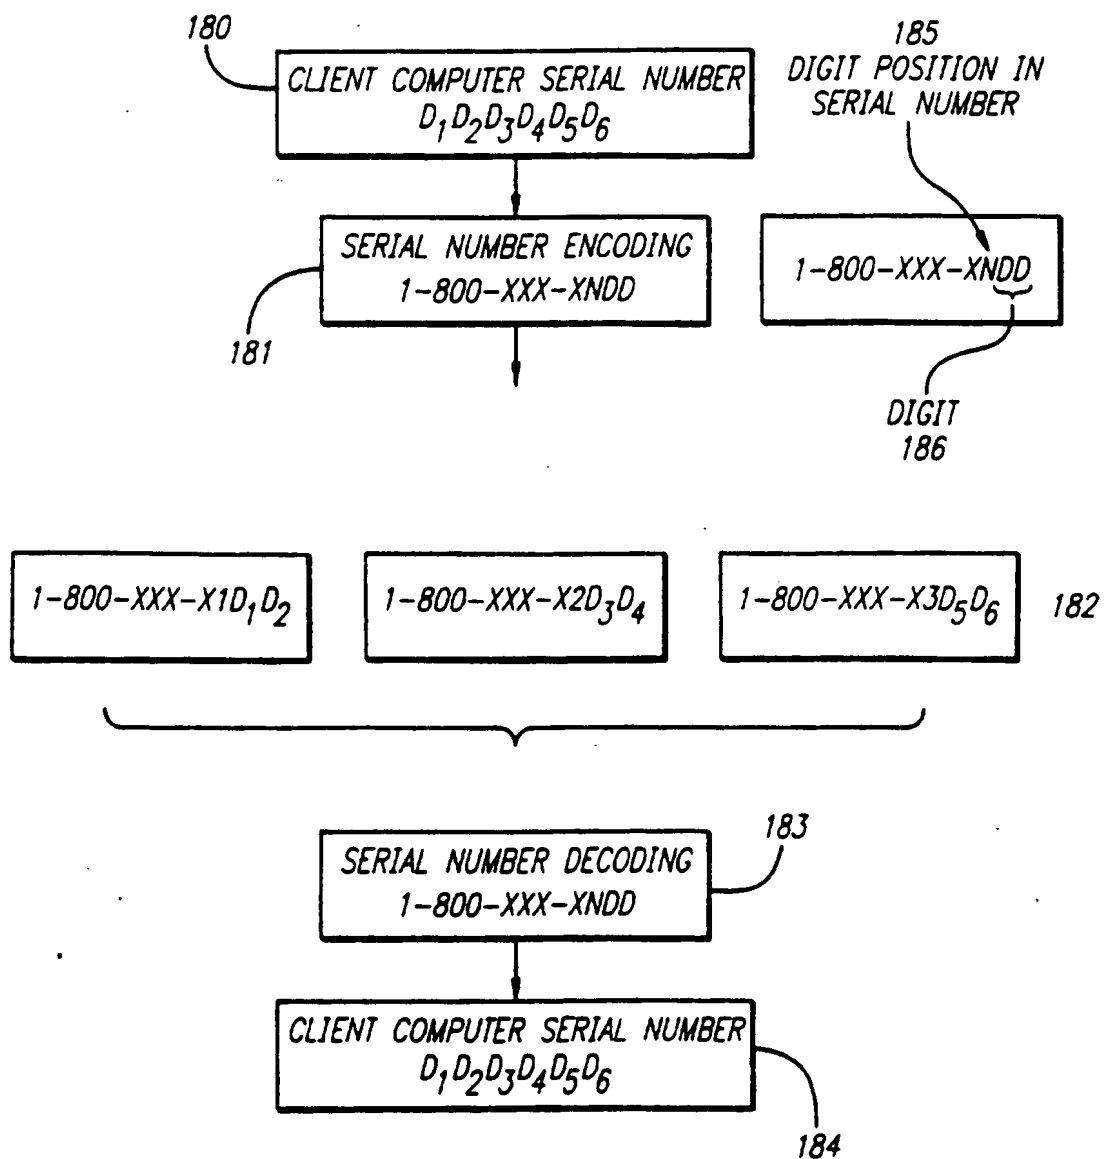 180
CLIENT COMPUTER SERIAL NUMBER
D₁D₂D₃D₄D₅D₆
185
DIGIT POSITION IN
SERIAL NUMBER
SERIAL NUMBER ENCODING
1-800-XXX-XNDD
181
1-800-XXX-XNDD
DIGIT
186
1-800-XXX-X1D₁D₂
1-800-XXX-X2D₃D₄
1-800-XXX-X3D₅D₆
182
183
SERIAL NUMBER DECODING
1-800-XXX-XNDD
CLIENT COMPUTER SERIAL NUMBER
D₁D₂D₃D₄D₅D₆
184